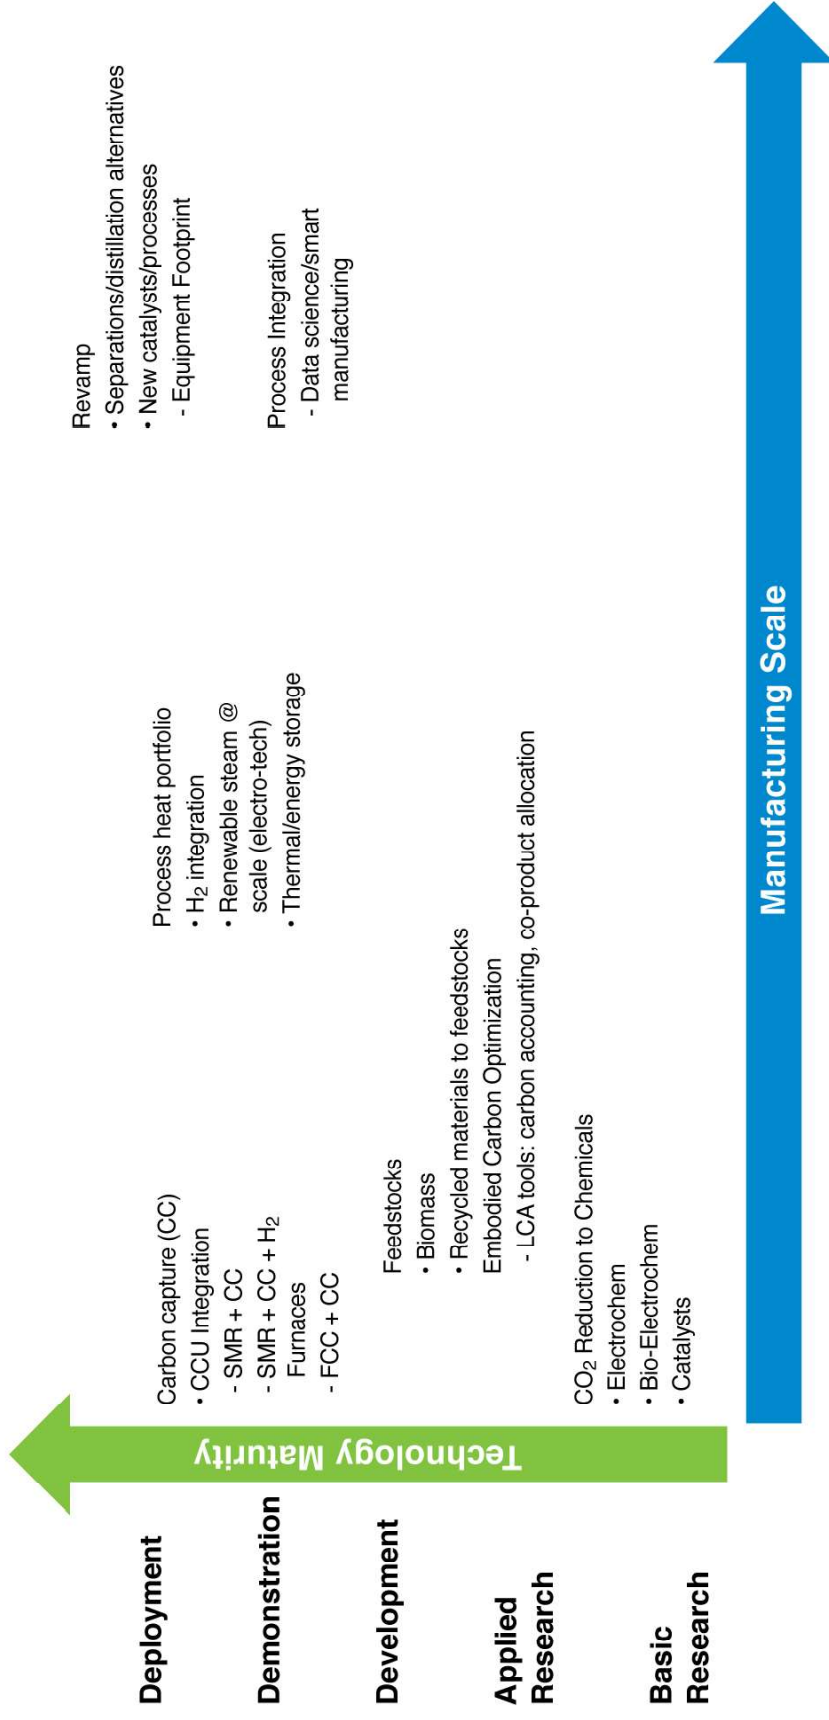 Deployment
Demonstration
Development
Applied
Research
Basic
Research
Technology Maturity
Carbon capture (CC)
• CCU Integration
- SMR + CC
- SMR + CC + H₂
Furnaces
- FCC + CC
Feedstocks
• Biomass
• Recycled materials to feedstocks
Embodied Carbon Optimization
- LCA tools: carbon accounting, co-product allocation
CO₂ Reduction to Chemicals
• Electrochem
• Bio-Electrochem
• Catalysts
Process heat portfolio
• H₂ integration
• Renewable steam @
scale (electro-tech)
• Thermal/energy storage
Revamp
• Separations/distillation alternatives
• New catalysts/processes
- Equipment Footprint
Process Integration
- Data science/smart
manufacturing
Manufacturing Scale